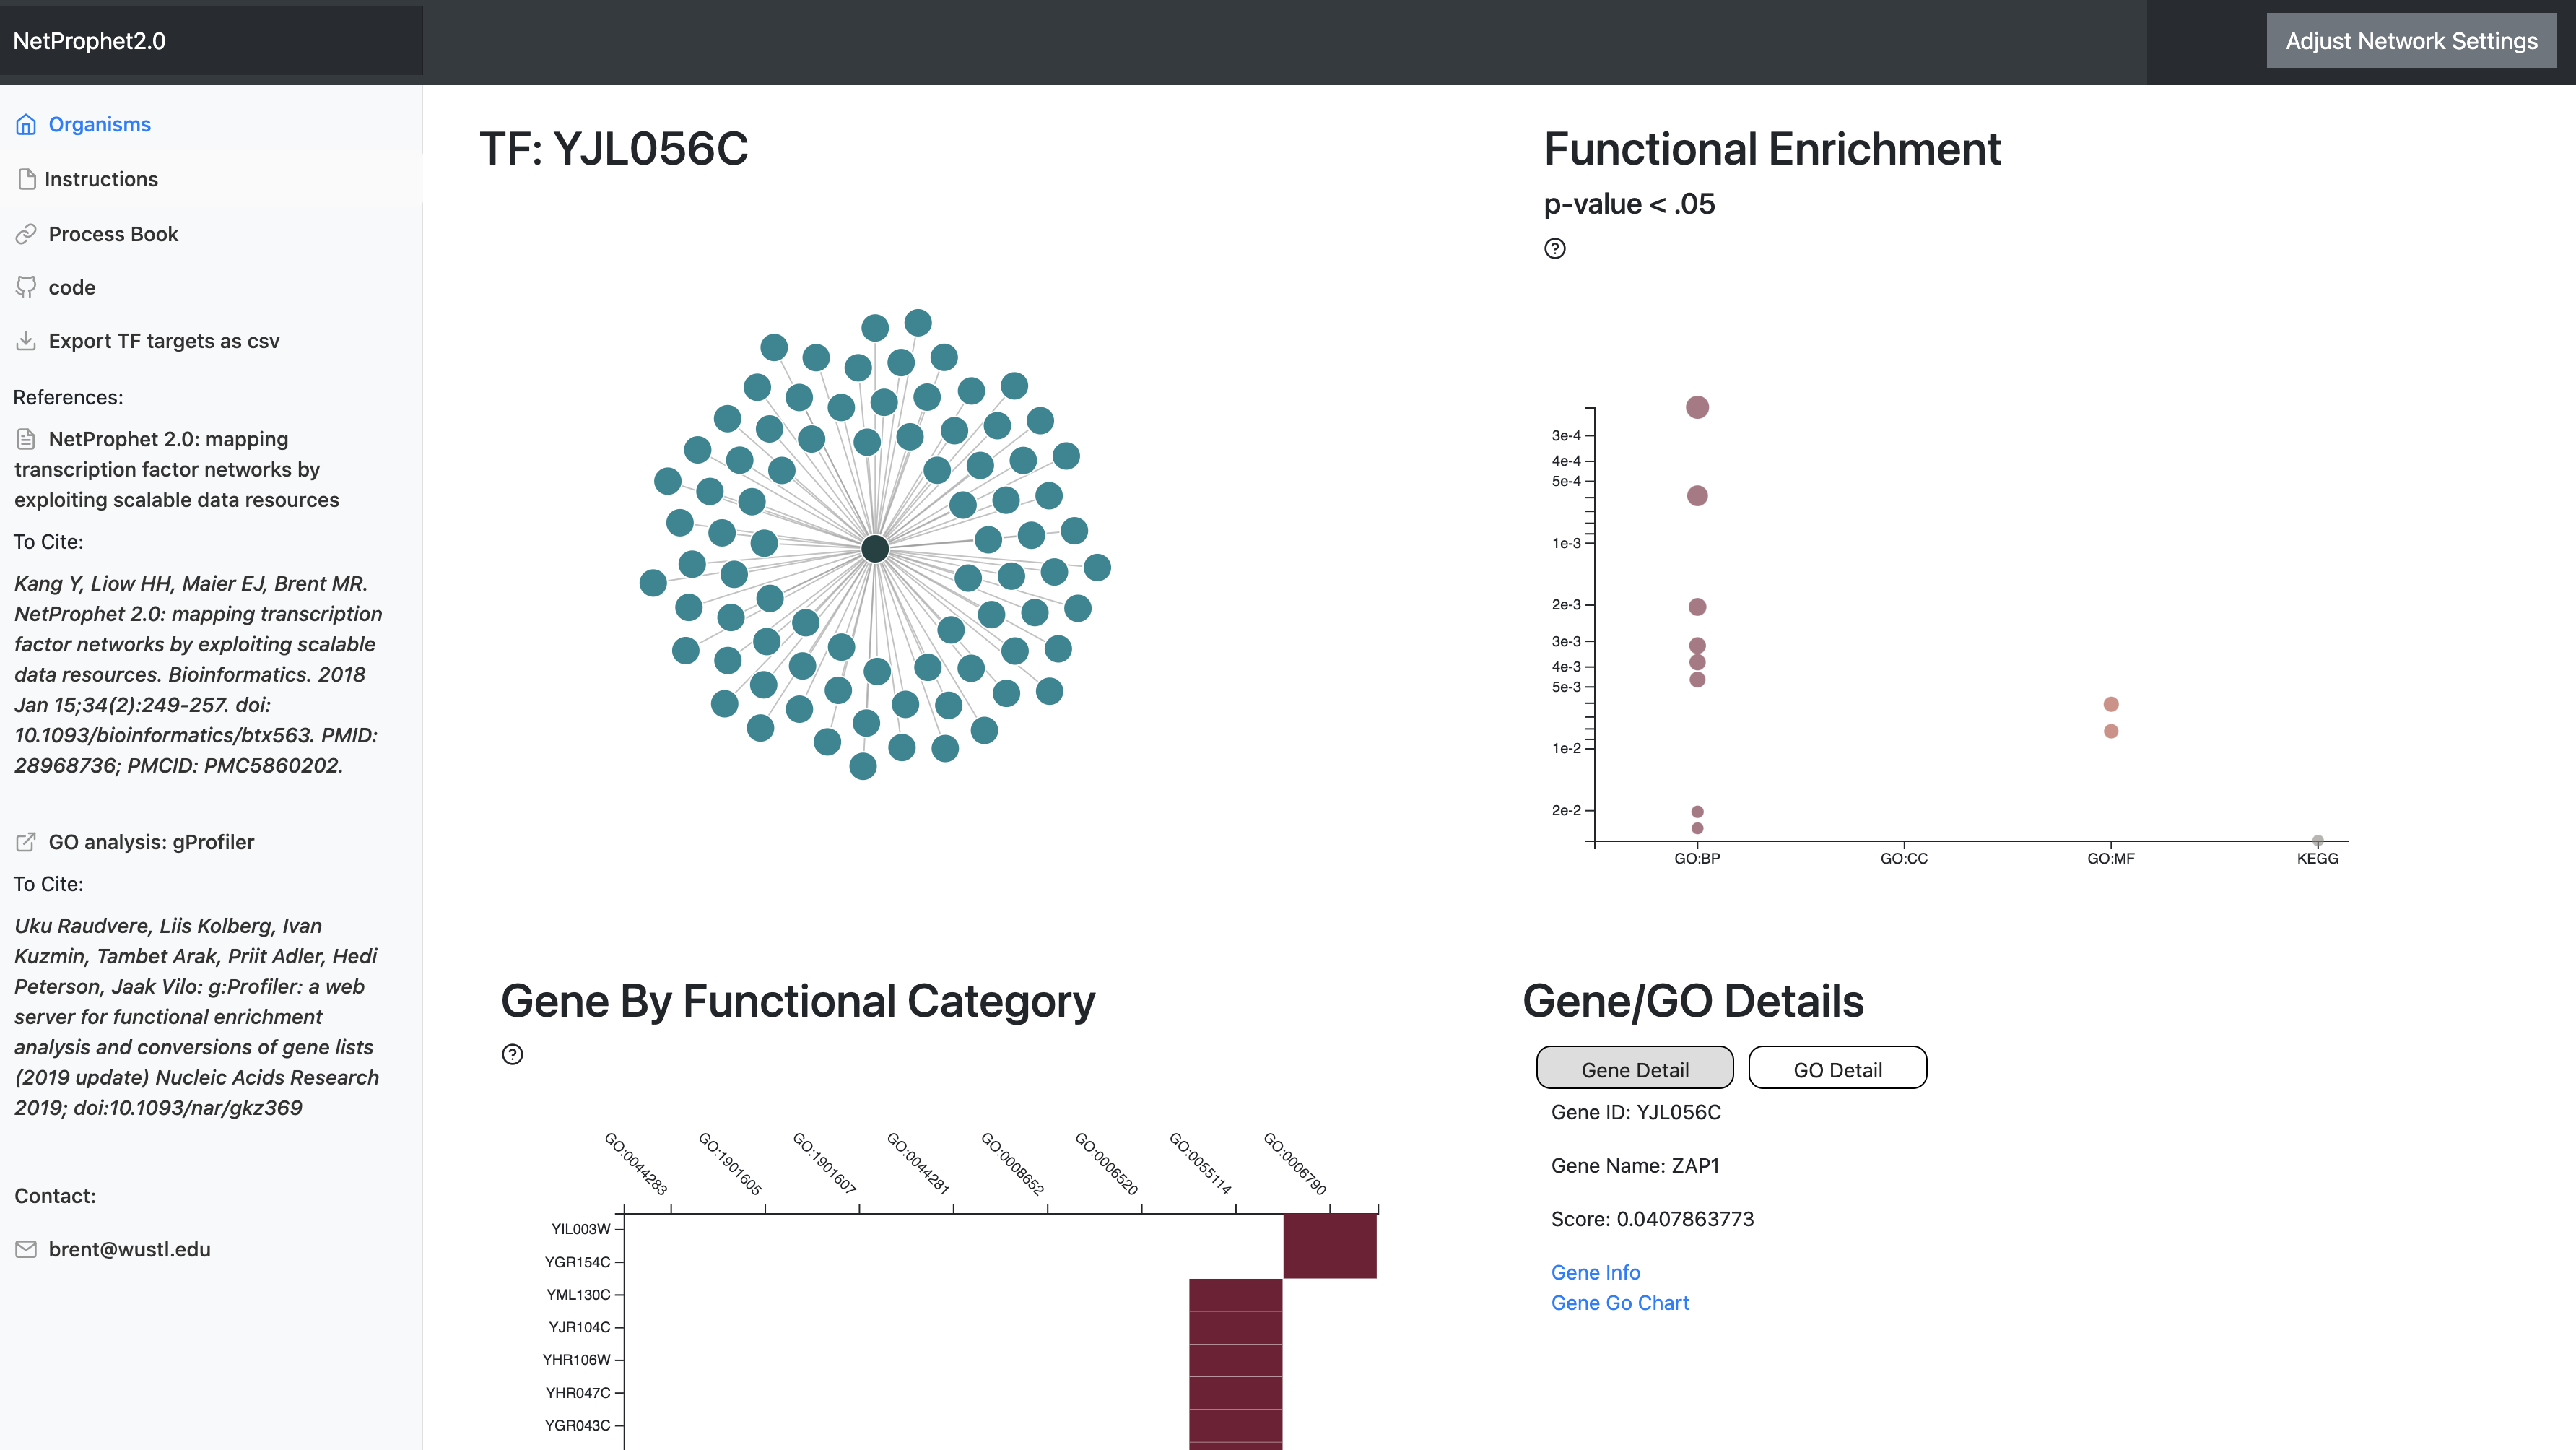 NetProphet2.0
Adjust Network Settings
Organisms
Instructions
Process Book
code
Export TF targets as csv
References:
NetProphet 2.0: mapping
transcription factor networks by
exploiting scalable data resources
To Cite:
Kang Y, Liow HH, Maier EJ, Brent MR.
NetProphet 2.0: mapping transcription
factor networks by exploiting scalable
data resources. Bioinformatics. 2018
Jan 15;34(2):249-257. doi:
10.1093/bioinformatics/btx563. PMID:
28968736; PMCID: PMC5860202.
GO analysis: gProfiler
To Cite:
Uku Raudvere, Liis Kolberg, Ivan
Kuzmin, Tambet Arak, Priit Adler, Hedi
Peterson, Jaak Vilo: g:Profiler: a web
server for functional enrichment
analysis and conversions of gene lists
(2019 update) Nucleic Acids Research
2019; doi:10.1093/nar/gkz369
Contact:
brent@wustl.edu
TF: YJL056C
Functional Enrichment
p-value < .05
3e-4
4e-4
5e-4
1e-3
2e-3
3e-3
4e-3
5e-3
1e-2
2e-2
GO:BP
GO:CC
GO:MF
KEGG
Gene By Functional Category
GO:0044283
GO:1901605
GO:1901607
GO:0044281
GO:0008652
GO:0006520
GO:0055114
GO:0006790
YIL003W
YGR154C
YML130C
YJR104C
YHR106W
YHR047C
YGR043C
Gene/GO Details
Gene Detail
GO Detail
Gene ID: YJL056C
Gene Name: ZAP1
Score: 0.0407863773
Gene Info
Gene Go Chart